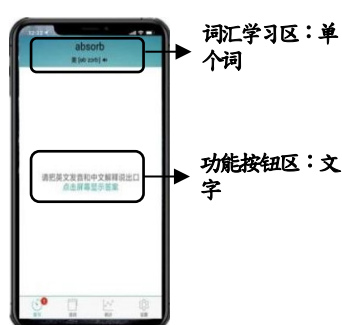 absorb
词汇学习区：单
个词
请把英文发音和中文解释说出口
点击屏幕显示答案
功能按钮区：文
字